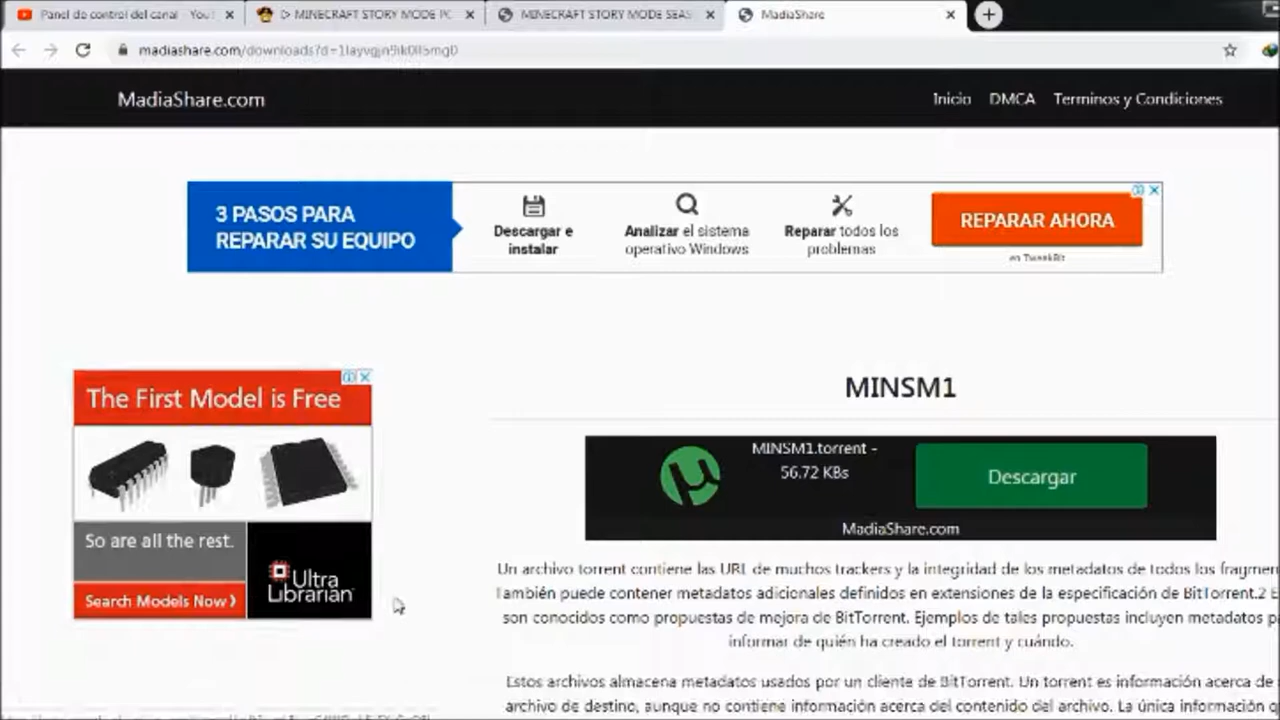 Panel de control del canal - You
▷ MINECRAFT STORY MODE PC
MINECRAFT STORY MODE SEAS
MadiaShare
madiashare.com/downloads?d=
MadiaShare.com
Inicio
DMCA
Terminos y Condiciones
3 PASOS PARA
REPARAR SU EQUIPO
Descargar e
instalar
Analizar el sistema
operativo Windows
Reparar todos los
problemas
REPARAR AHORA
en TweakBit
The First Model is Free
So are all the rest.
Search Models Now ❯
Ultra
Librarian
MINSM1
MINSM1.torrent -
56.72 KBs
Descargar
MadiaShare.com
Un archivo torrent contiene las URL de muchos trackers y la integridad de los metadatos de todos los fragmen
También puede contener metadatos adicionales definidos en extensiones de la especificación de BitTorrent.2 E
son conocidos como propuestas de mejora de BitTorrent. Ejemplos de tales propuestas incluyen metadatos pa
informar de quién ha creado el torrent y cuándo.
Estos archivos almacena metadatos usados por un cliente de BitTorrent. Un torrent es información acerca de
archivo de destino, aunque no contiene información acerca del contenido del archivo. La única información q